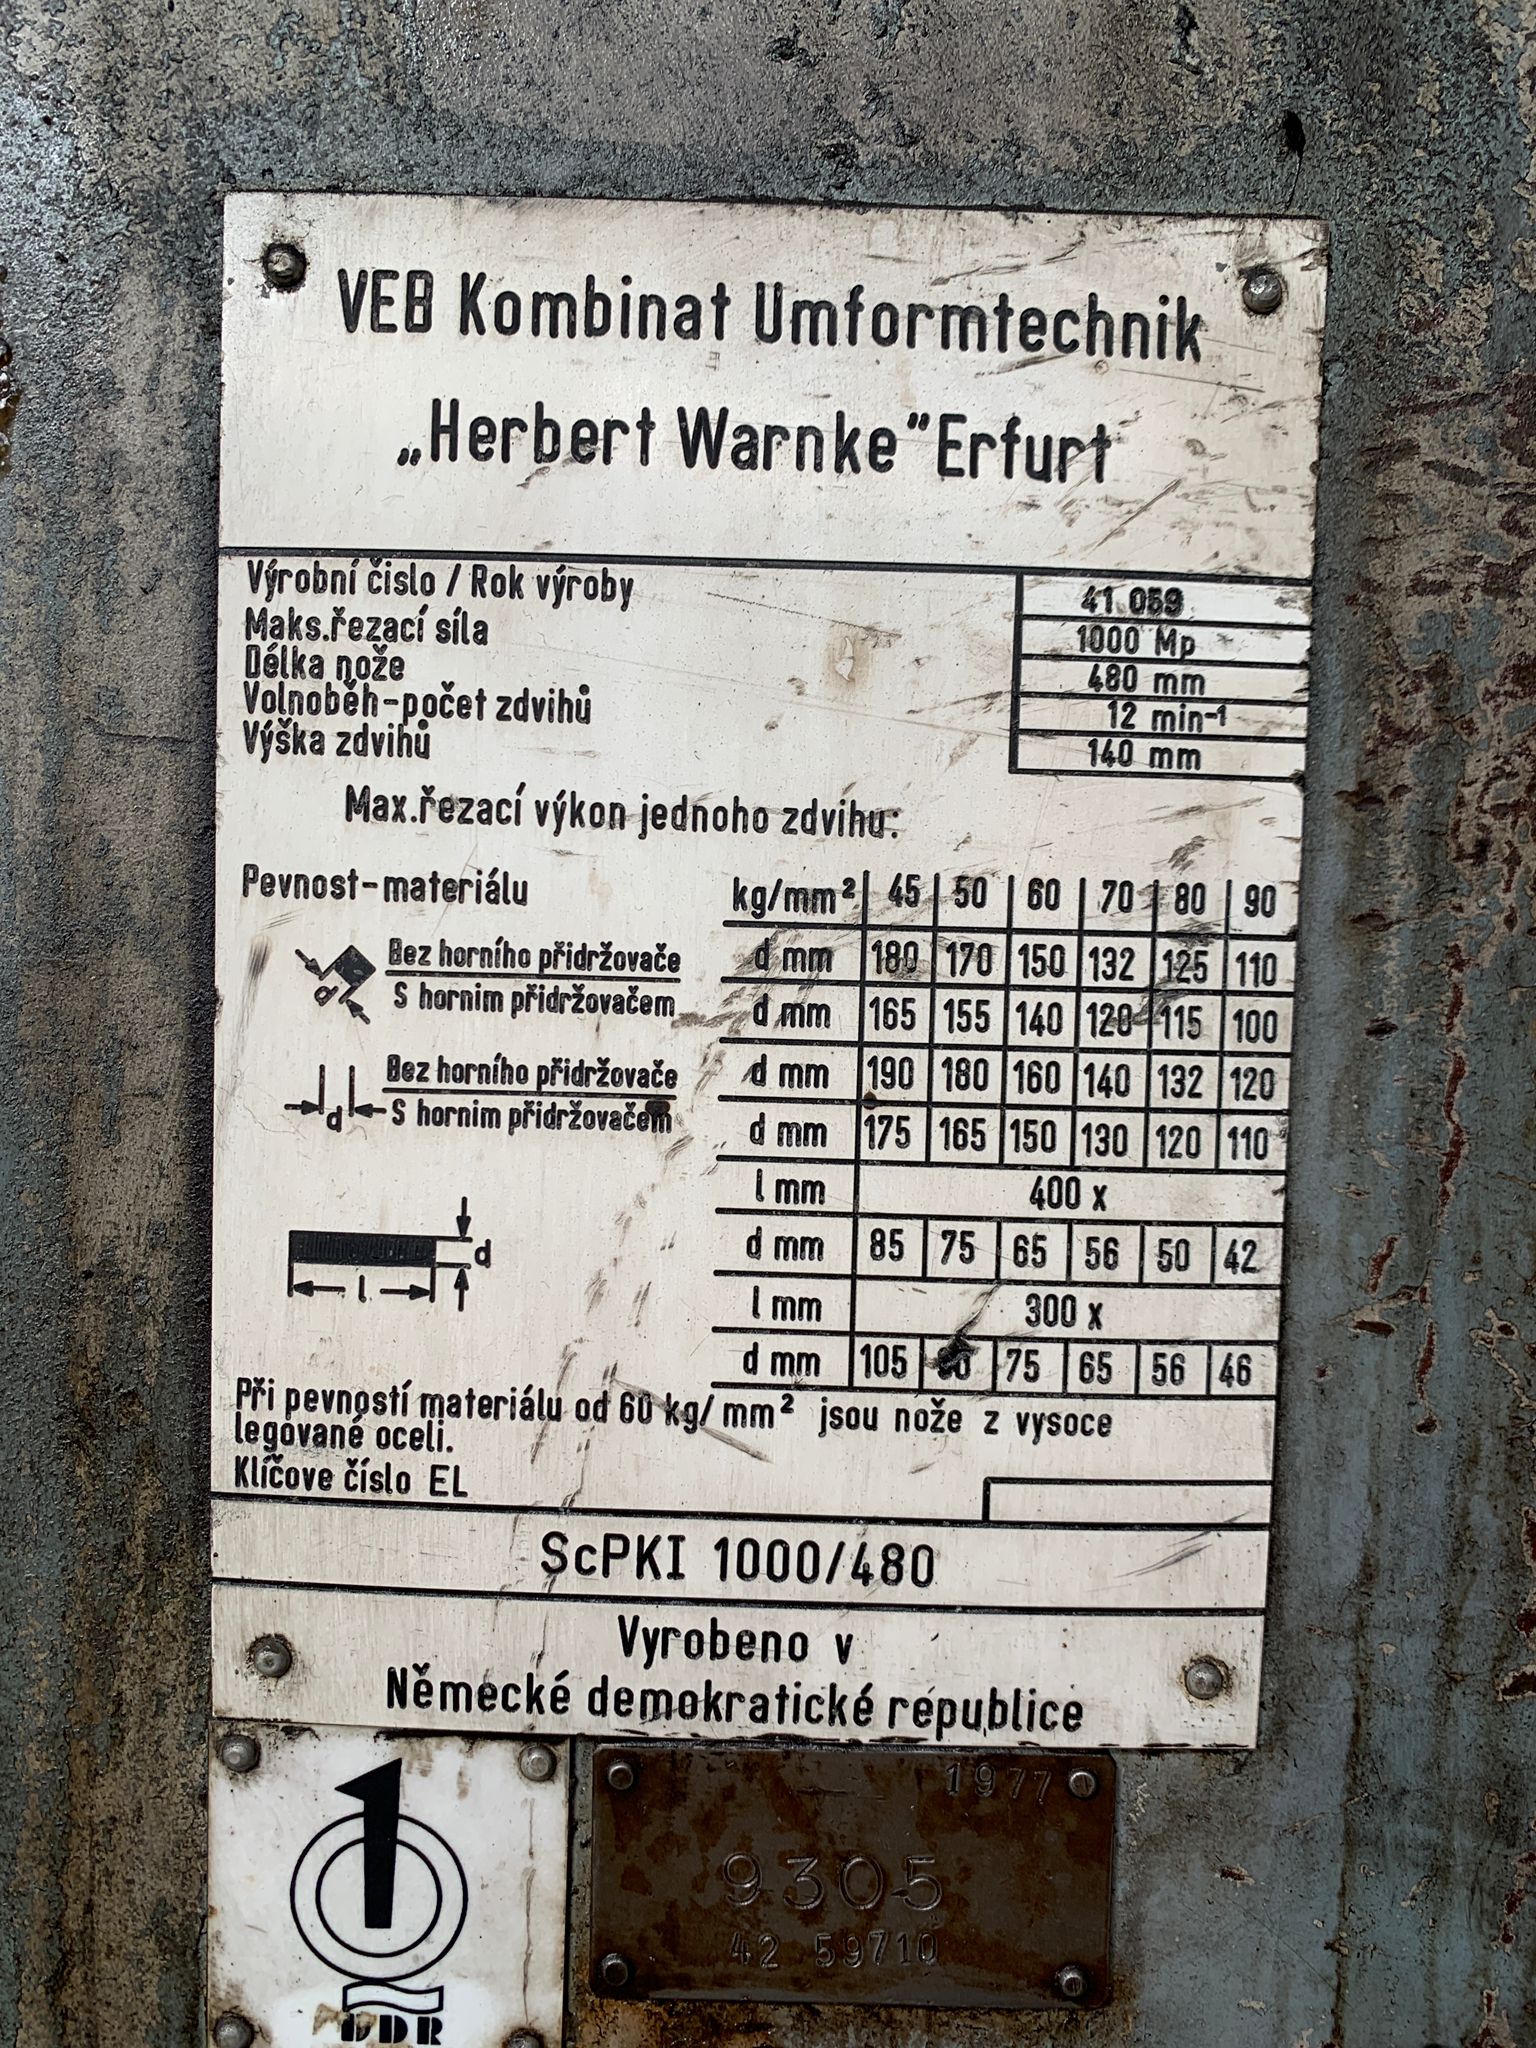 VEB Kombinat Umformtechnik
„Herbert Warnke" Erfurt
Výrobní čislo / Rok výroby 41 059
Maks.řezací síla 1000 Mp
Délka nože 480 mm
Volnoběh-počet zdvihů 12 min⁻¹
Výška zdvihů 140 mm
Max.řezací výkon jednoho zdvihu:
Pevnost-materiálu kg/mm² 45 50 60 70 80 90
Bez horního přidržovače d mm 180 170 150 132 125 110
d S hornim přidržovačem d mm 165 155 140 120 115 100
Bez horního přidržovače d mm 190 180 160 140 132 120
d S hornim přidržovačem d mm 175 165 150 130 120 110
l mm 400 x
d d mm 85 75 65 56 50 42
l l mm 300 x
d mm 105 75 65 56 46
Při pevností materiálu od 60 kg/mm² jsou nože z vysoce
legované oceli.
Klíčove číslo EL
ScPKI 1000/480
Vyrobeno v
Německé demokratické republice
1977
9305
42 59710
1
DDR